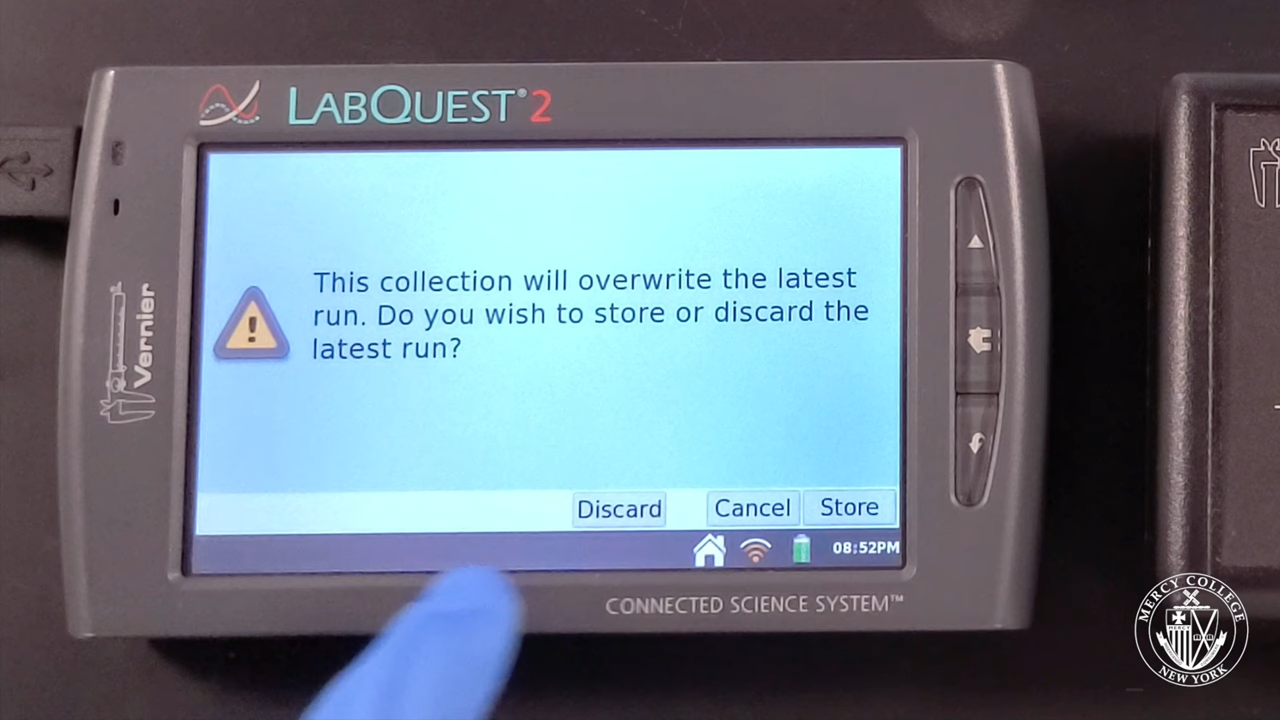 LABQUEST® 2
Vernier
This collection will overwrite the latest
run. Do you wish to store or discard the
latest run?
Discard
Cancel
Store
08:52PM
CONNECTED SCIENCE SYSTEM™
MERCY COLLEGE
MERCY
NEW YORK